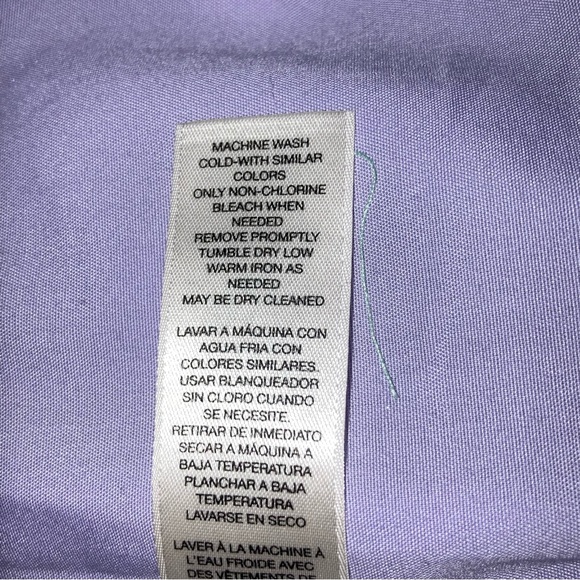 MACHINE WASH
COLD-WITH SIMILAR
COLORS
ONLY NON-CHLORINE
BLEACH WHEN
NEEDED
REMOVE PROMPTLY
TUMBLE DRY LOW
WARM IRON AS
NEEDED
MAY BE DRY CLEANED
LAVAR A MÁQUINA CON
AGUA FRIA CON
COLORES SIMILARES.
USAR BLANQUEADOR
SIN CLORO CUANDO
SE NECESITE.
RETIRAR DE INMEDIATO
SECAR A MÁQUINA A
BAJA TEMPERATURA
PLANCHAR A BAJA
TEMPERATURA
LAVARSE EN SECO
LAVER À LA MACHINE À
L'EAU FROIDE AVEC
DES VÊTEMENTS DE